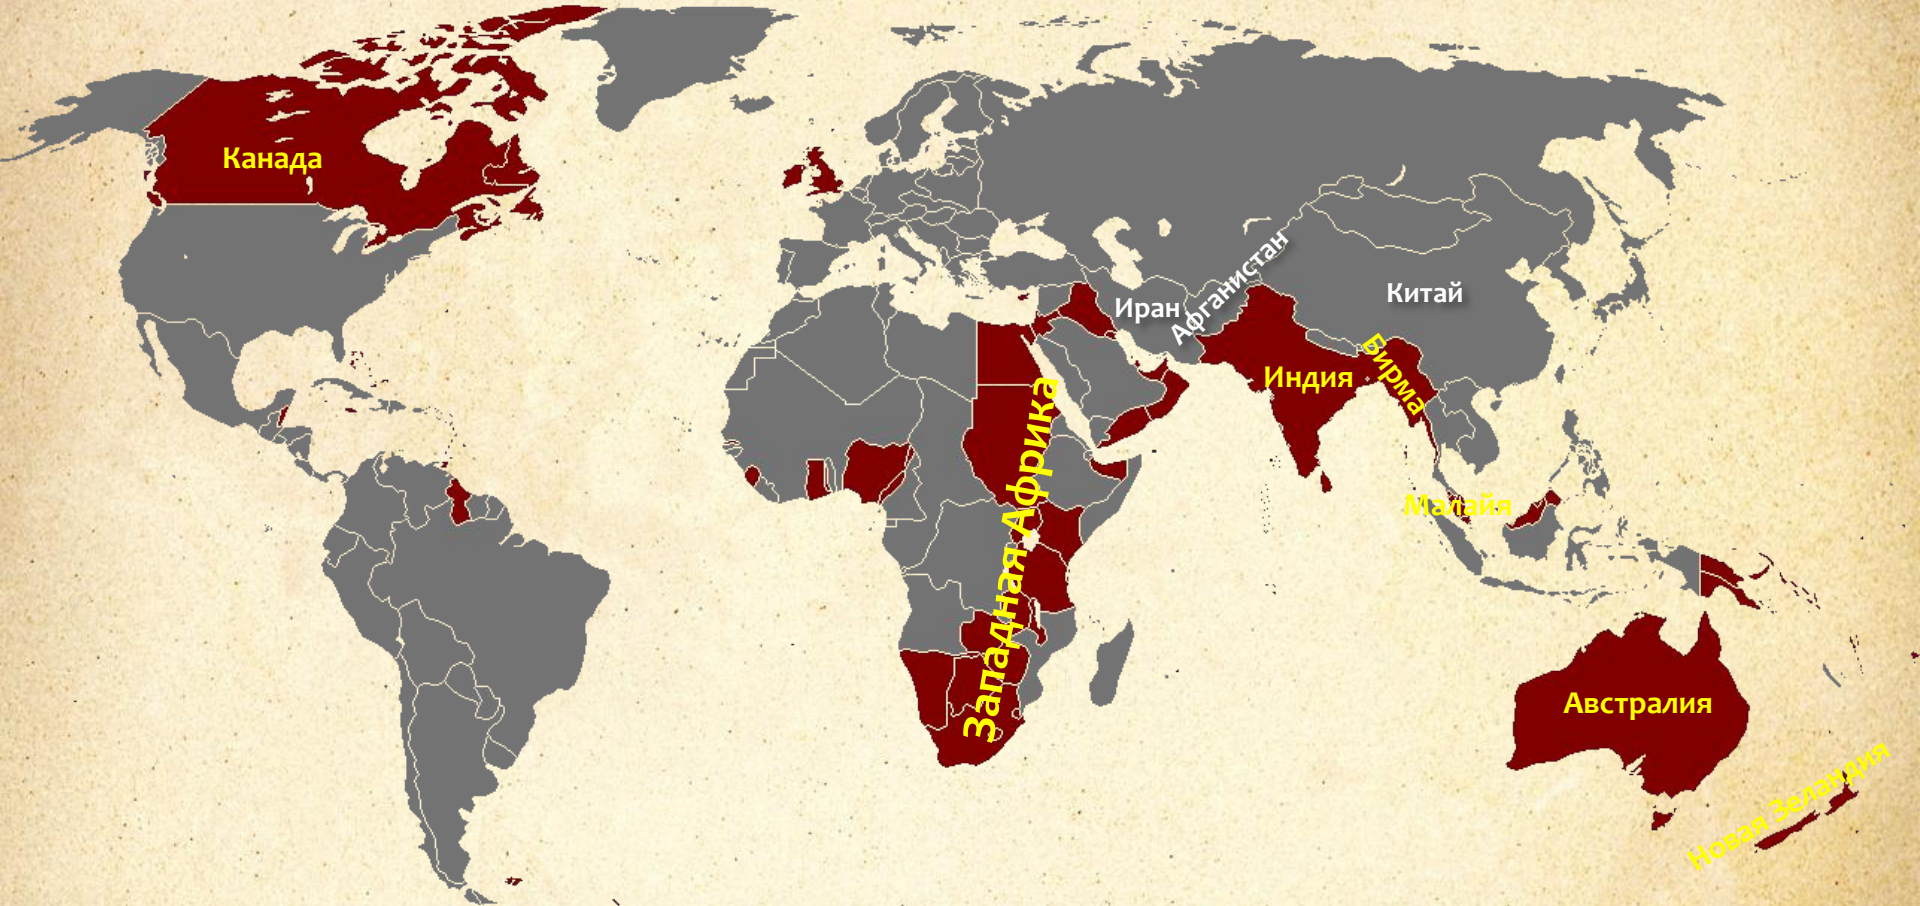 Канада
Иран
Афганистан
Китай
Индия
Бирма
Западная Африка
Малайя
Австралия
Новая Зеландия